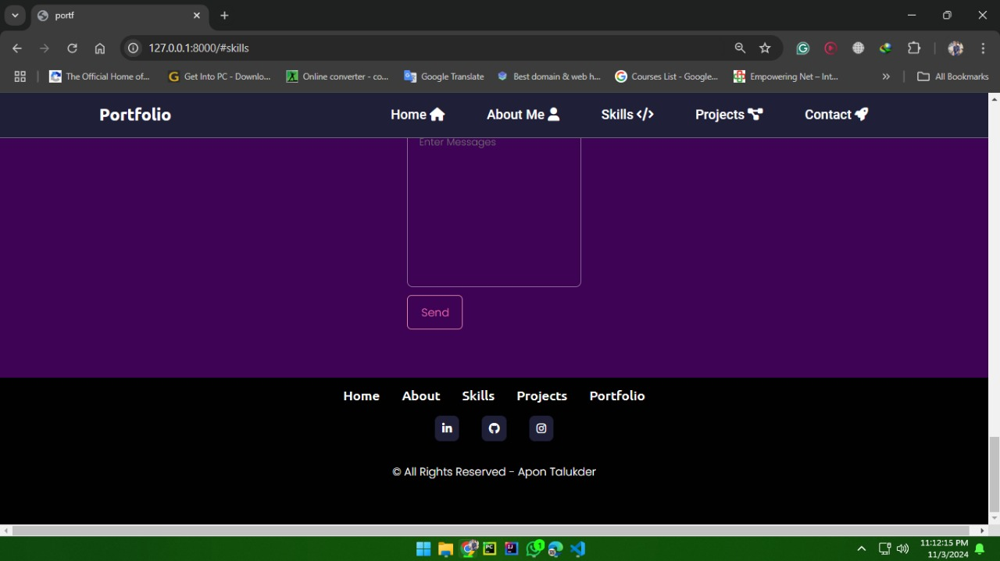 portf
127.0.0.1:8000/#skills
The Official Home of...
Get Into PC - Downlo...
Online converter - co...
Google Translate
Best domain & web h...
Courses List - Google...
Empowering Net – Int...
All Bookmarks
Portfolio
Home
About Me
Skills
Projects
Contact
Enter Messages
Send
Home
About
Skills
Projects
Portfolio
© All Rights Reserved - Apon Talukder
11:12:15 PM
11/3/2024